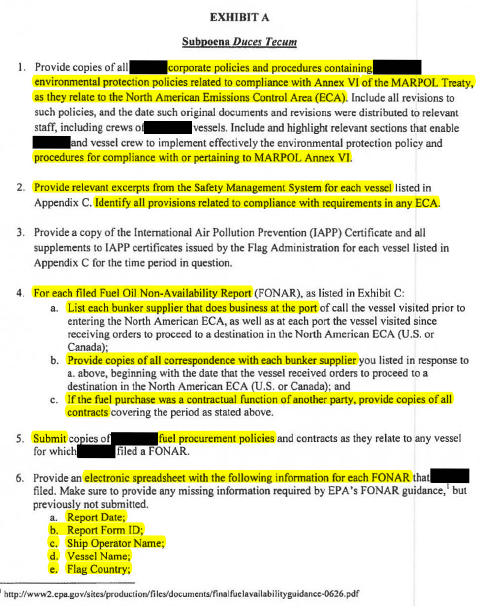 EXHIBIT A
Subpoena Duces Tecum
1. Provide copies of all corporate policies and procedures containing
environmental protection policies related to compliance with Annex VI of the MARPOL Treaty,
as they relate to the North American Emissions Control Area (ECA). Include all revisions to
such policies, and the date such original documents and revisions were distributed to relevant
staff, including crews of vessels. Include and highlight relevant sections that enable
and vessel crew to implement effectively the environmental protection policy and
procedures for compliance with or pertaining to MARPOL Annex VI.
2. Provide relevant excerpts from the Safety Management System for each vessel listed in
Appendix C. Identify all provisions related to compliance with requirements in any ECA.
3. Provide a copy of the International Air Pollution Prevention (IAPP) Certificate and all
supplements to IAPP certificates issued by the Flag Administration for each vessel listed in
Appendix C for the time period in question.
4. For each filed Fuel Oil Non-Availability Report (FONAR), as listed in Exhibit C:
a. List each bunker supplier that does business at the port of call the vessel visited prior to
entering the North American ECA, as well as at each port the vessel visited since
receiving orders to proceed to a destination in the North American ECA (U.S. or
Canada);
b. Provide copies of all correspondence with each bunker supplier you listed in response to
a. above, beginning with the date that the vessel received orders to proceed to a
destination in the North American ECA (U.S. or Canada); and
c. If the fuel purchase was a contractual function of another party, provide copies of all
contracts covering the period as stated above.
5. Submit copies of fuel procurement policies and contracts as they relate to any vessel
for which filed a FONAR.
6. Provide an electronic spreadsheet with the following information for each FONAR that
filed. Make sure to provide any missing information required by EPA's FONAR guidance,¹ but
previously not submitted.
a. Report Date;
b. Report Form ID;
c. Ship Operator Name;
d. Vessel Name;
e. Flag Country;
¹ http://www2.epa.gov/sites/production/files/documents/finalfuelavailabilityguidance-0626.pdf